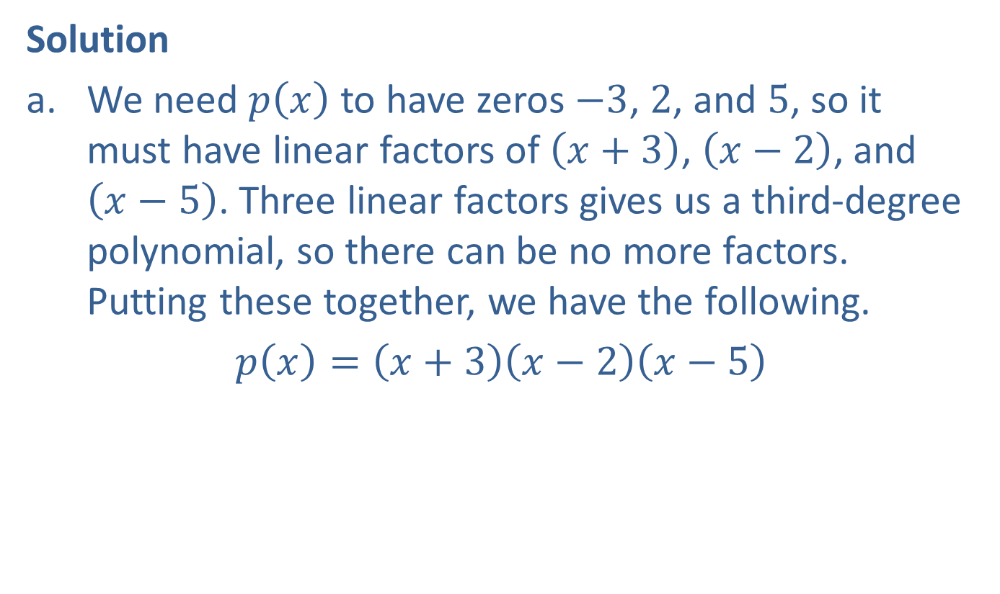 Solution
a. We need p(x) to have zeros −3, 2, and 5, so it
must have linear factors of (x + 3), (x − 2), and
(x − 5). Three linear factors gives us a third-degree
polynomial, so there can be no more factors.
Putting these together, we have the following.
p(x) = (x + 3)(x − 2)(x − 5)